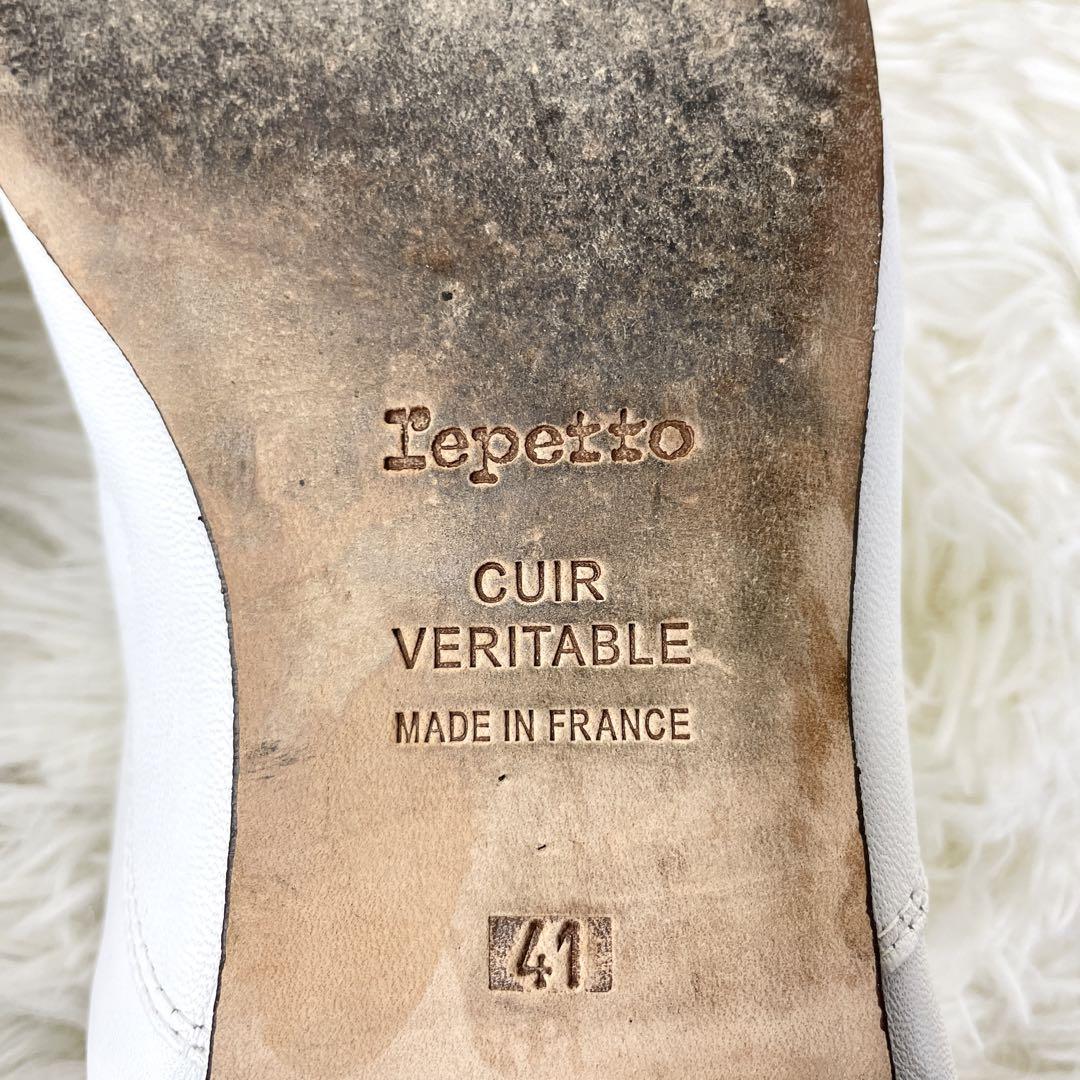 repetto
CUIR
VERITABLE
MADE IN FRANCE
41